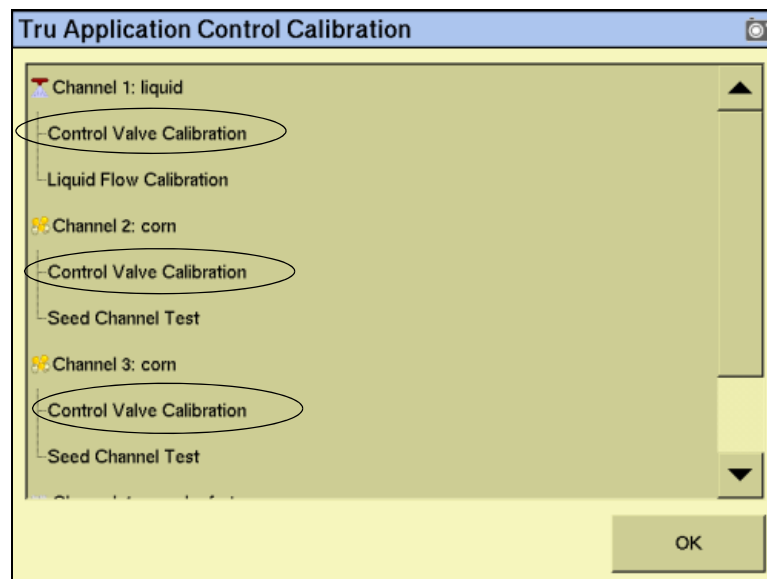 Tru Application Control Calibration
Channel 1: liquid
Control Valve Calibration
Liquid Flow Calibration
Channel 2: corn
Control Valve Calibration
Seed Channel Test
Channel 3: corn
Control Valve Calibration
Seed Channel Test
OK